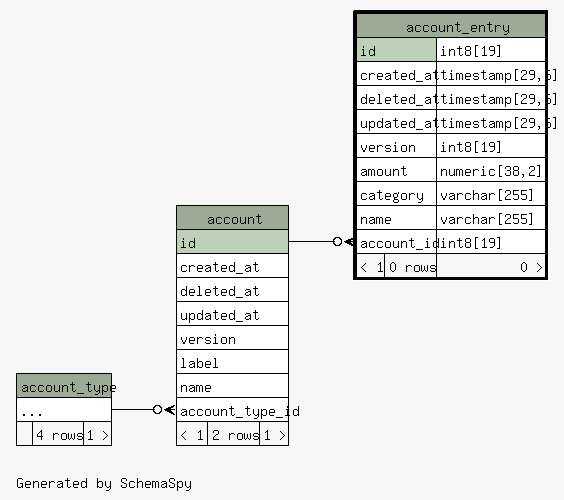 account_entry
id int8[19]
created_at timestamp[29,6]
deleted_at timestamp[29,6]
updated_at timestamp[29,6]
version int8[19]
amount numeric[38,2]
category varchar[255]
name varchar[255]
account_id int8[19]
< 1 0 rows 0 >
account
id
created_at
deleted_at
updated_at
version
label
name
account_type_id
< 1 2 rows 1 >
account_type
...
4 rows 1 >
Generated by SchemaSpy